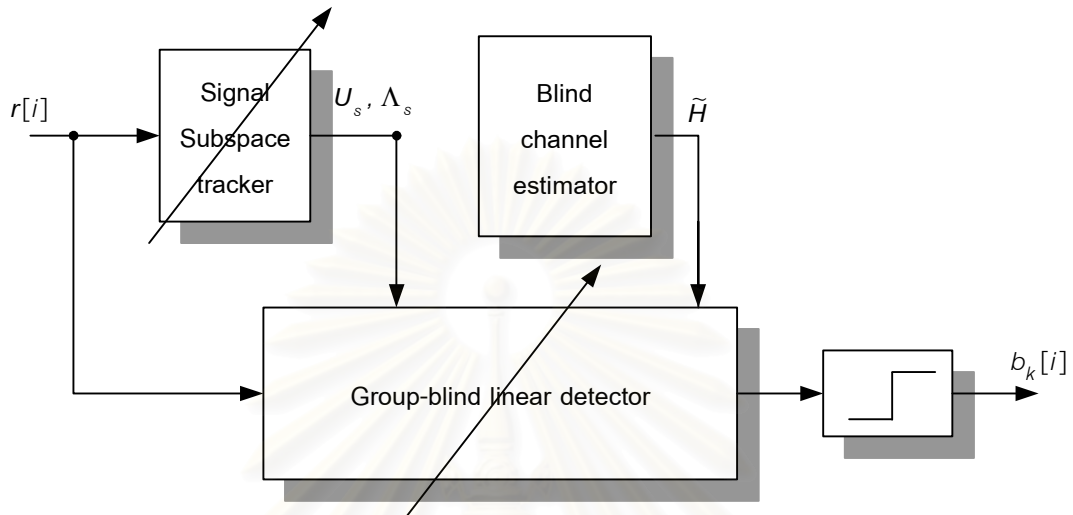 r[i]
Signal
Subspace
tracker
U_s, Λ_s
Blind
channel
estimator
H̃
Group-blind linear detector
b_k[i]